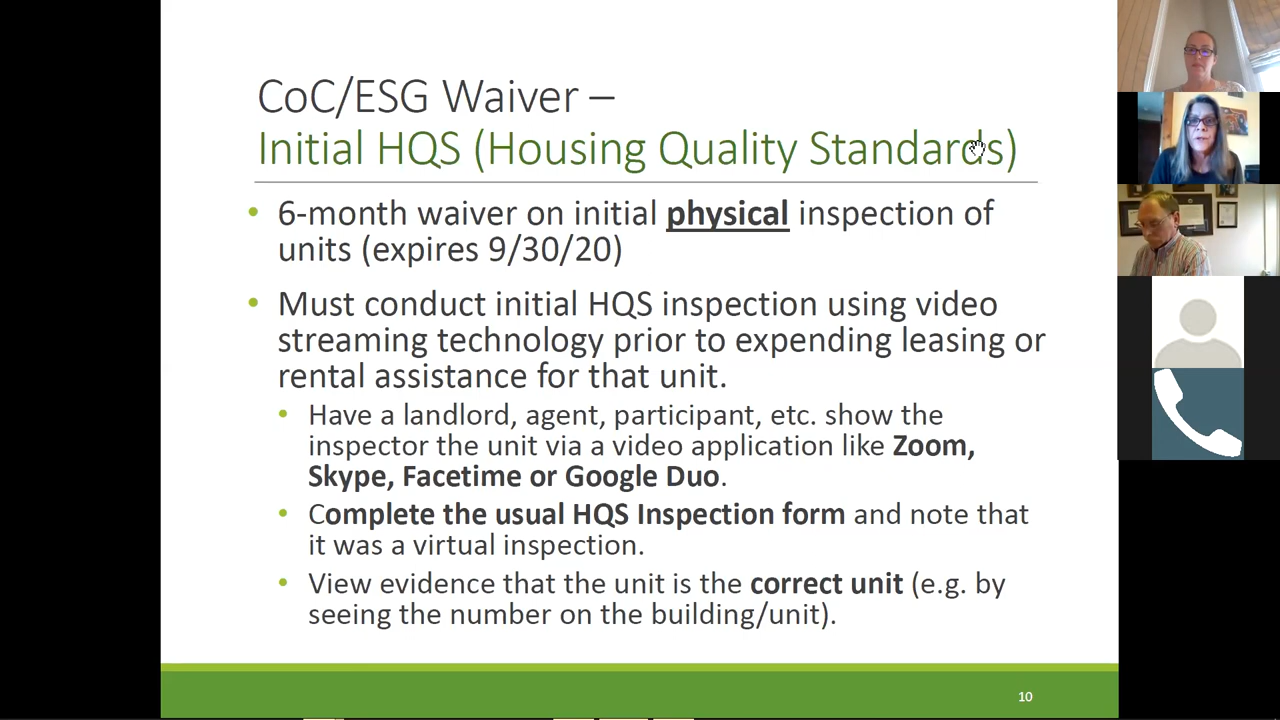 CoC/ESG Waiver –
Initial HQS (Housing Quality Standards)
• 6-month waiver on initial physical inspection of
units (expires 9/30/20)
• Must conduct initial HQS inspection using video
streaming technology prior to expending leasing or
rental assistance for that unit.
• Have a landlord, agent, participant, etc. show the
inspector the unit via a video application like Zoom,
Skype, Facetime or Google Duo.
• Complete the usual HQS Inspection form and note that
it was a virtual inspection.
• View evidence that the unit is the correct unit (e.g. by
seeing the number on the building/unit).
10